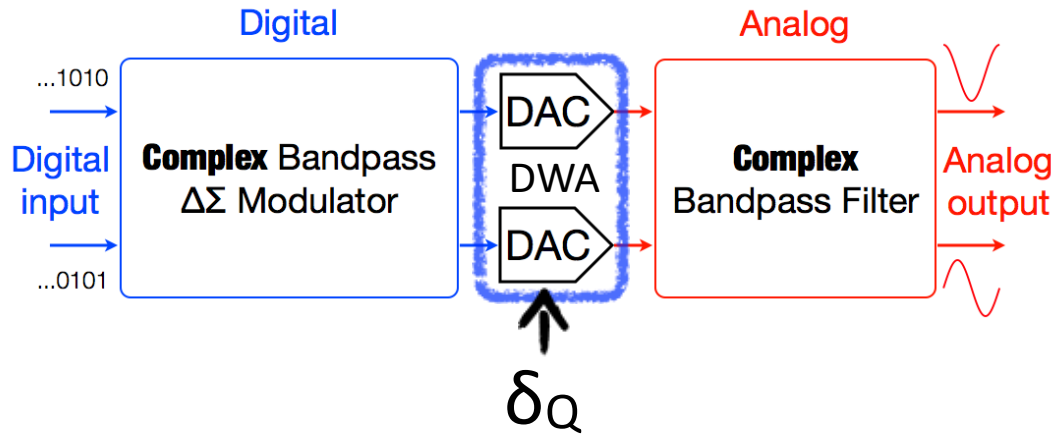 Digital
Analog
...1010
Digital
input
...0101
Complex Bandpass
ΔΣ Modulator
DAC
DWA
DAC
Complex
Bandpass Filter
Analog
output
δQ